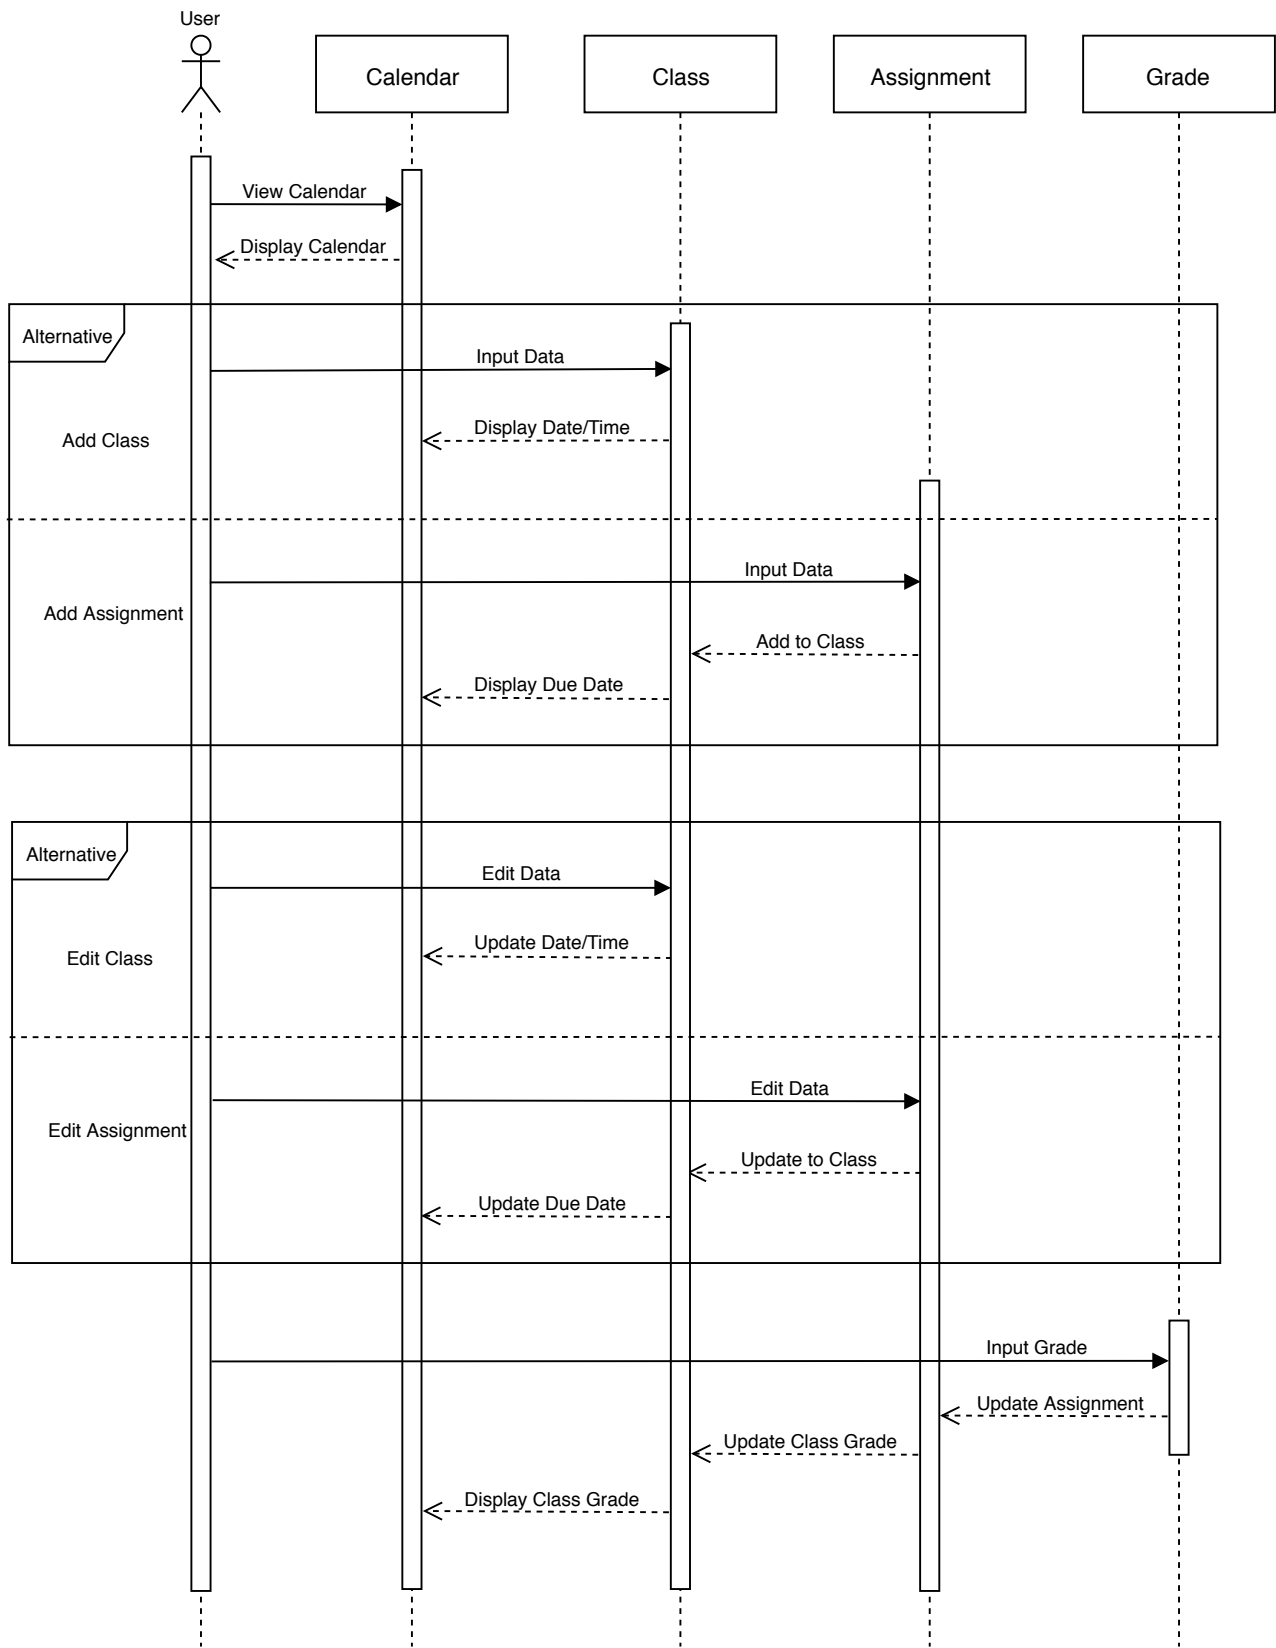 User
Calendar
Class
Assignment
Grade
View Calendar
Display Calendar
Alternative
Input Data
Display Date/Time
Add Class
Input Data
Add Assignment
Add to Class
Display Due Date
Alternative
Edit Data
Update Date/Time
Edit Class
Edit Data
Edit Assignment
Update to Class
Update Due Date
Input Grade
Update Assignment
Update Class Grade
Display Class Grade